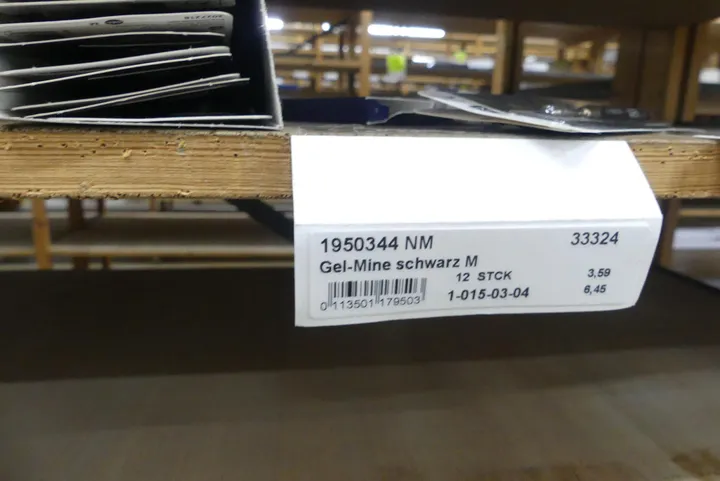 1950344 NM 33324
Gel-Mine schwarz M
12 STCK 3,59
1-015-03-04 6,45
0 113501 179503